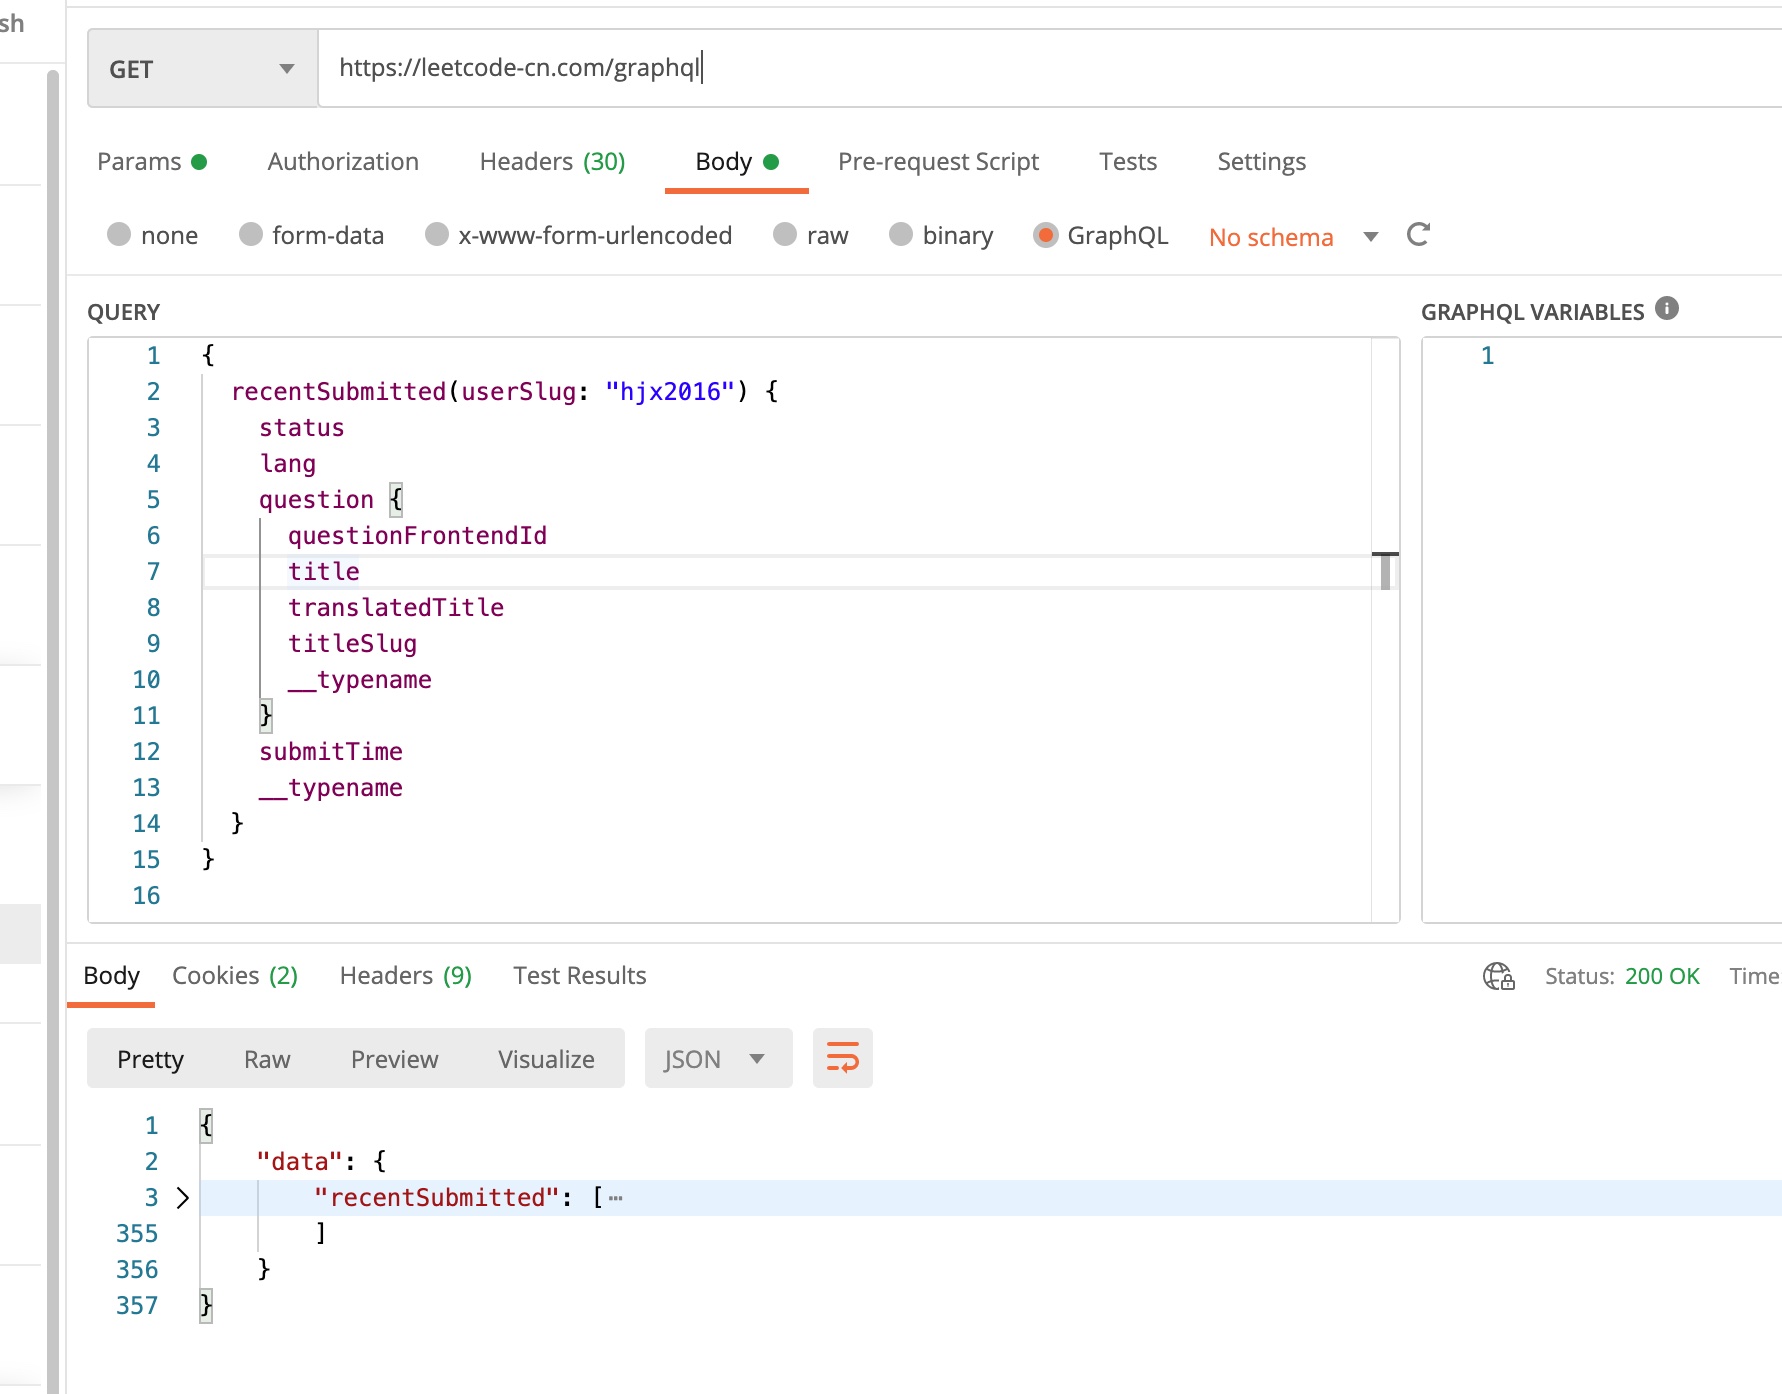 sh
GET https://leetcode-cn.com/graphql
Params Authorization Headers (30) Body Pre-request Script Tests Settings
none form-data x-www-form-urlencoded raw binary GraphQL No schema
QUERY GRAPHQL VARIABLES
1 { 1
2 recentSubmitted(userSlug: "hjx2016") {
3 status
4 lang
5 question {
6 questionFrontendId
7 title
8 translatedTitle
9 titleSlug
10 __typename
11 }
12 submitTime
13 __typename
14 }
15 }
16
Body Cookies (2) Headers (9) Test Results Status: 200 OK Time
Pretty Raw Preview Visualize JSON
1 {
2 "data": {
3 "recentSubmitted": [ ⋯
355 ]
356 }
357 }